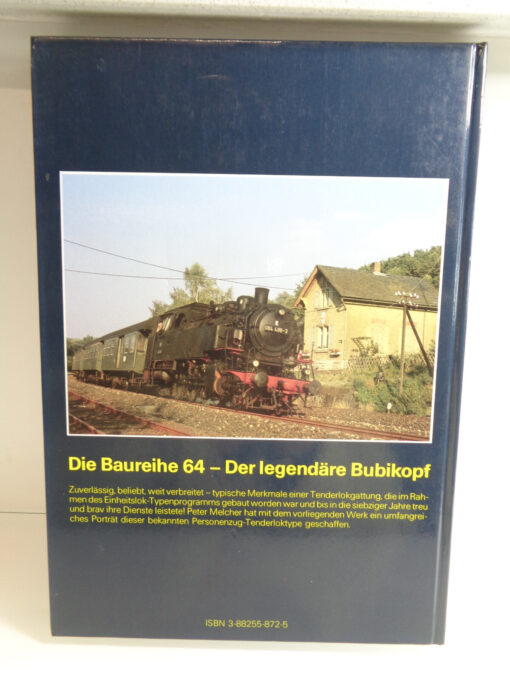 Die Baureihe 64 – Der legendäre Bubikopf
Zuverlässig, beliebt, weit verbreitet – typische Merkmale einer Tenderlokgattung, die im Rah-
men des Einheitslok-Typenprogramms gebaut worden war und bis in die siebziger Jahre treu
und brav ihre Dienste leistete! Peter Melcher hat mit dem vorliegenden Werk ein umfangrei-
ches Porträt dieser bekannten Personenzug-Tenderloktype geschaffen.
ISBN 3-88255-872-5